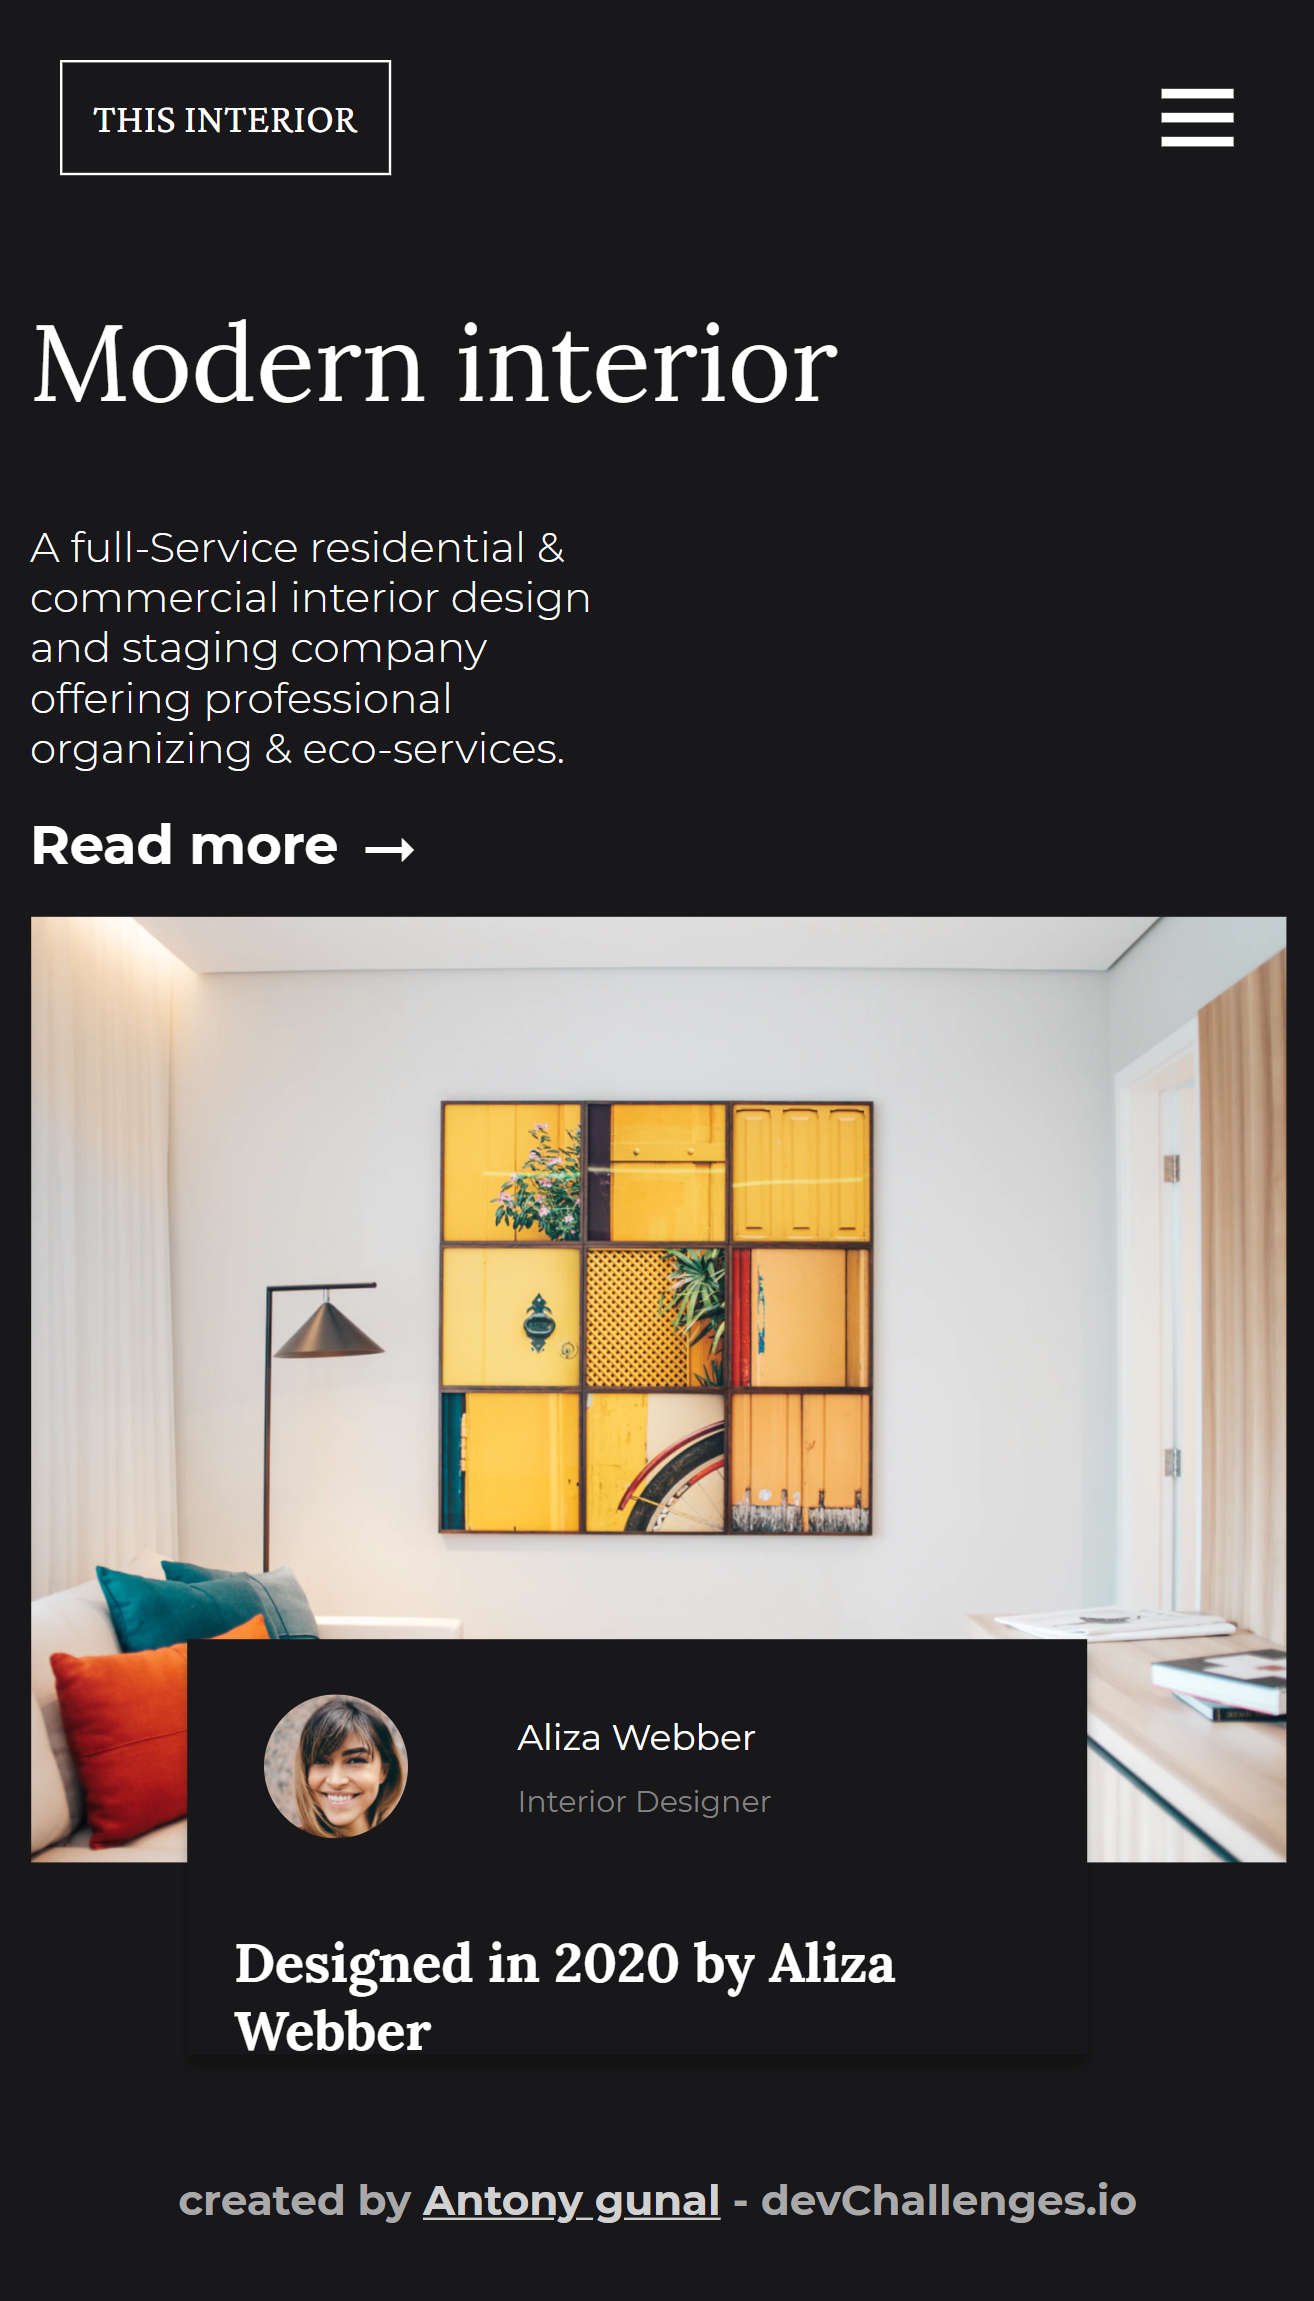 THIS INTERIOR
Modern interior
A full-Service residential &
commercial interior design
and staging company
offering professional
organizing & eco-services.
Read more →
Aliza Webber
Interior Designer
Designed in 2020 by Aliza
Webber
created by Antony gunal - devChallenges.io